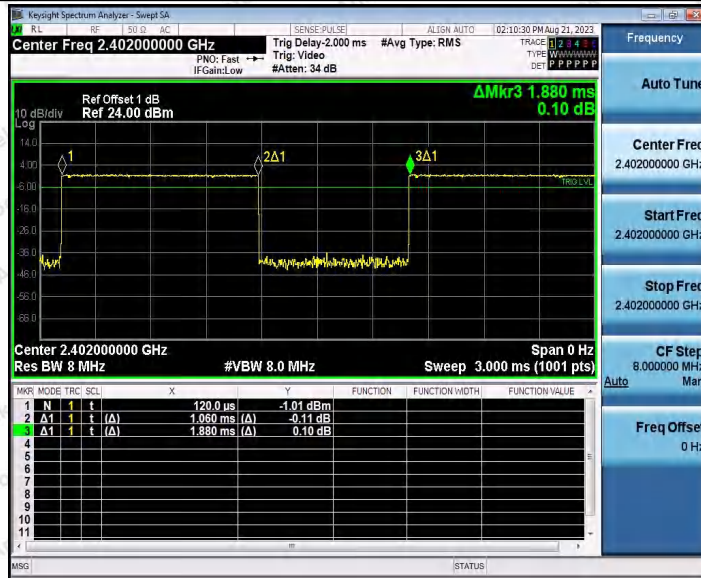 Keysight Spectrum Analyzer - Swept SA
RL RF 50 Ω AC SENSE:PULSE ALIGN AUTO 02:10:30 PM Aug 21, 2023
Center Freq 2.402000000 GHz
PNO: Fast
IFGain:Low
Trig Delay-2.000 ms
Trig: Video
#Atten: 34 dB
#Avg Type: RMS
TRACE 1 2 3 4 5 6
TYPE WWWWWW
DET P P P P P P
ΔMkr3 1.880 ms
0.10 dB
10 dB/div
Log
Ref Offset 1 dB
Ref 24.00 dBm
14.0
4.00
-6.00
-16.0
-26.0
-36.0
-46.0
-56.0
-66.0
1
2Δ1
3Δ1
TRIG LVL
Center 2.402000000 GHz Span 0 Hz
Res BW 8 MHz #VBW 8.0 MHz Sweep 3.000 ms (1001 pts)
MKR MODE TRC SCL X Y FUNCTION FUNCTION WIDTH FUNCTION VALUE
1 N 1 t 120.0 µs -1.01 dBm
2 Δ1 1 t (Δ) 1.060 ms (Δ) -0.11 dB
3 Δ1 1 t (Δ) 1.880 ms (Δ) 0.10 dB
4
5
6
7
8
9
10
11
MSG STATUS
Frequency
Auto Tune
Center Freq
2.402000000 GHz
Start Freq
2.402000000 GHz
Stop Freq
2.402000000 GHz
CF Step
8.000000 MHz
Auto Man
Freq Offset
0 Hz